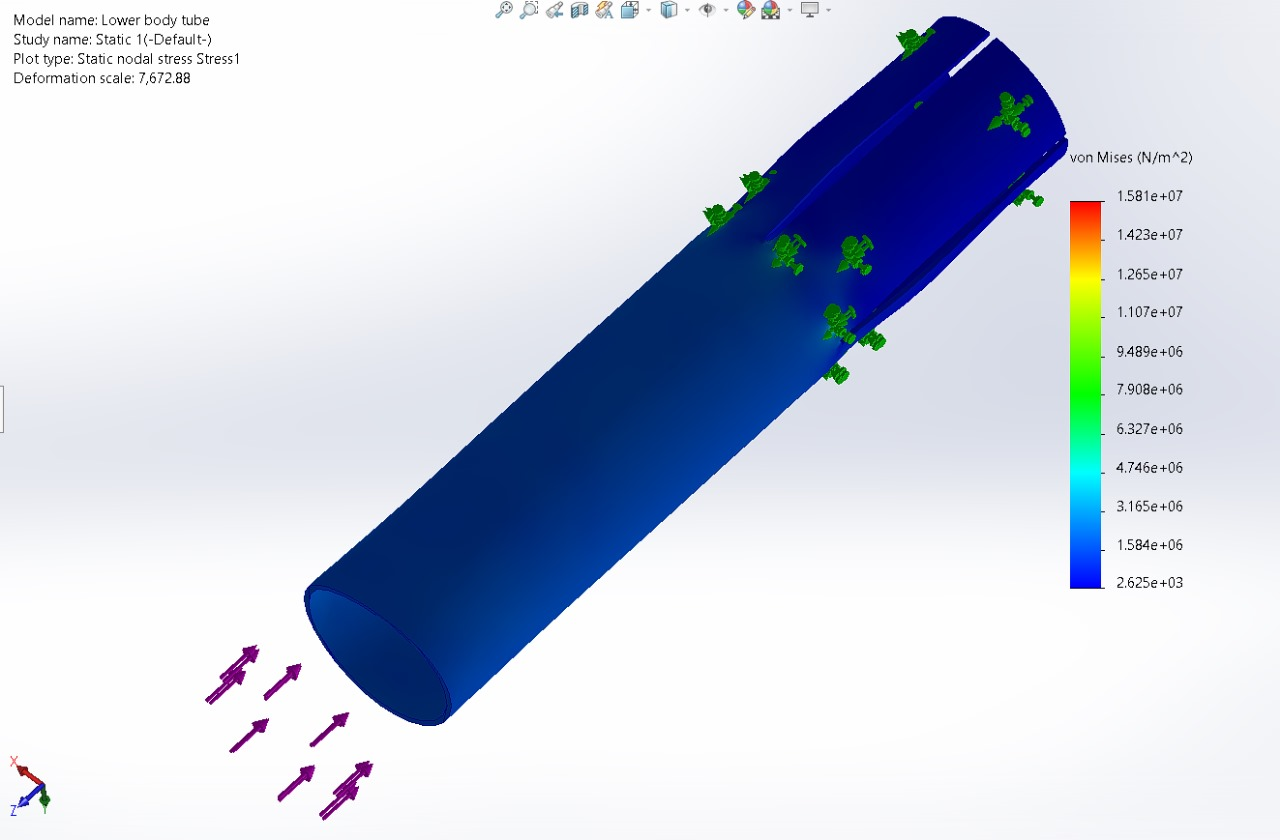 Model name: Lower body tube
Study name: Static 1(-Default-)
Plot type: Static nodal stress Stress1
Deformation scale: 7,672.88
von Mises (N/m^2)
1.581e+07
1.423e+07
1.265e+07
1.107e+07
9.489e+06
7.908e+06
6.327e+06
4.746e+06
3.165e+06
1.584e+06
2.625e+03
X
Z
Y